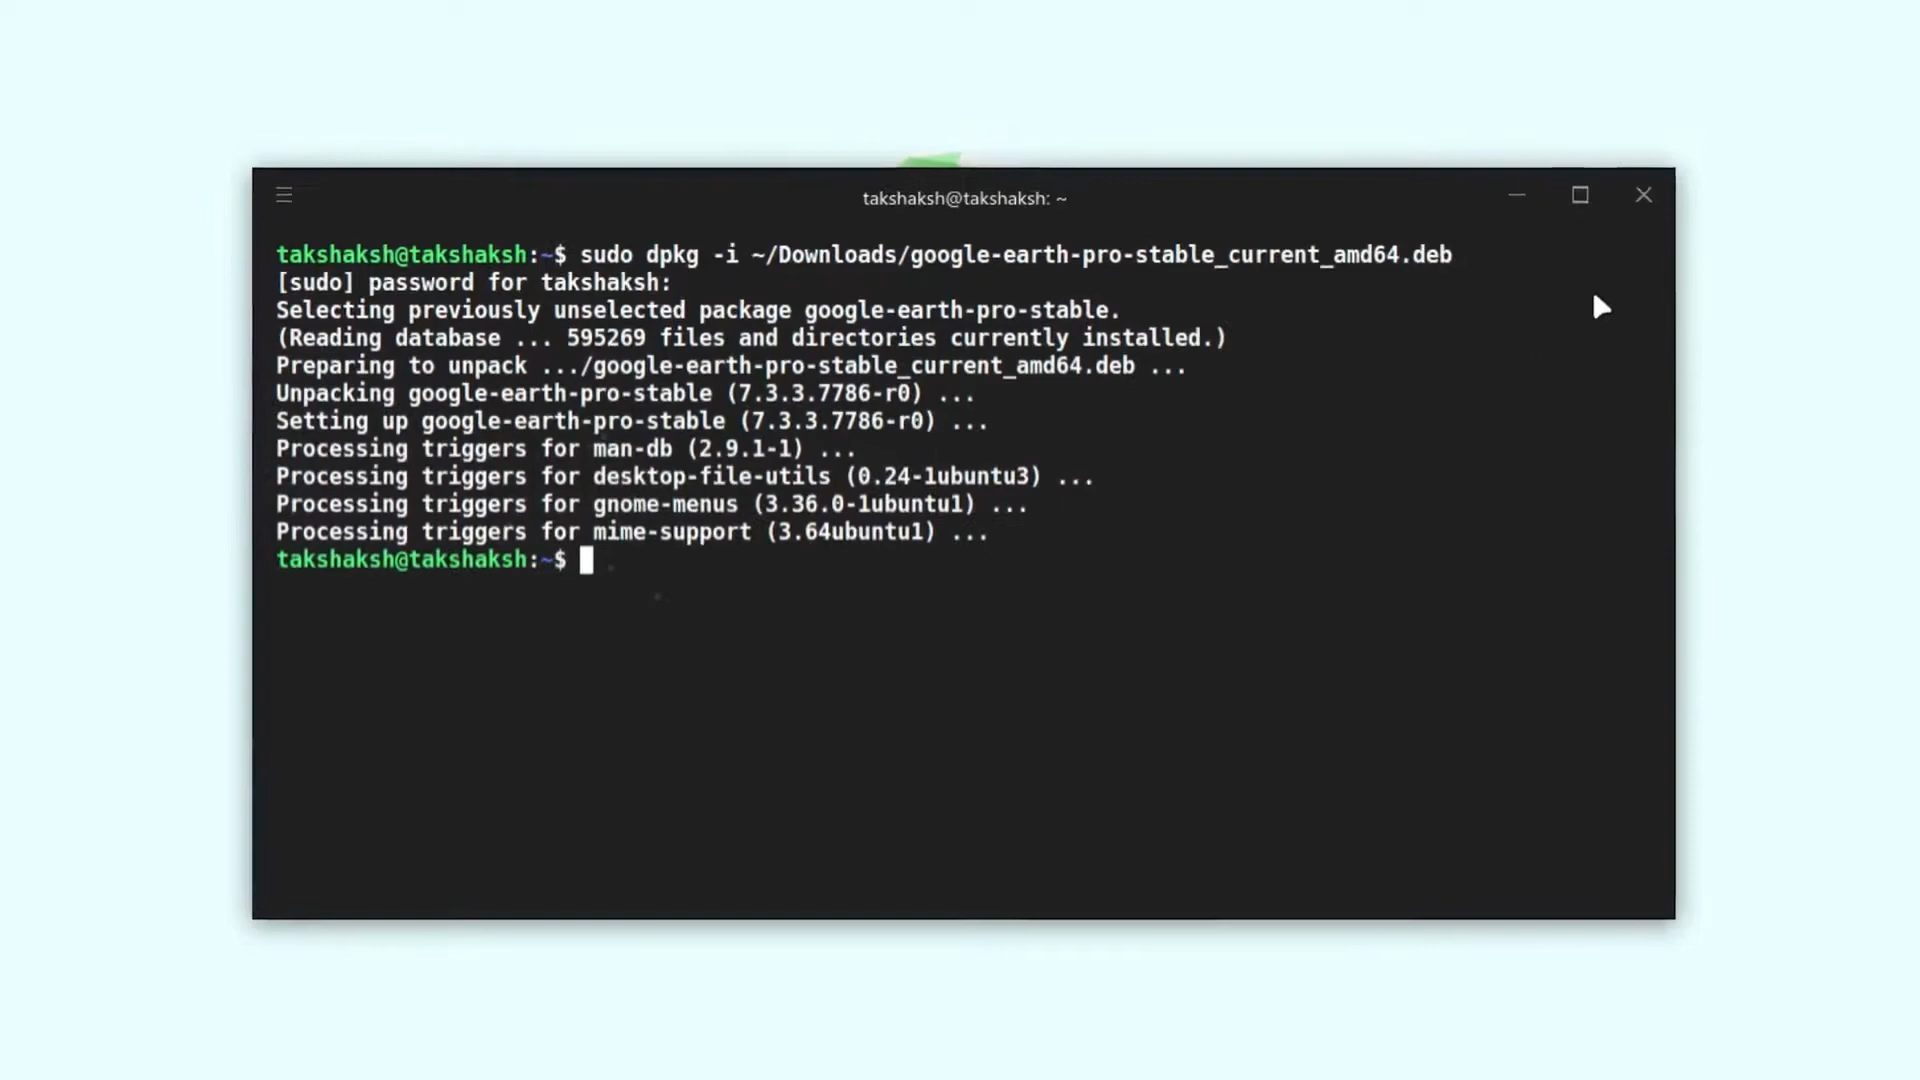 takshaksh@takshaksh: ~
takshaksh@takshaksh:~$ sudo dpkg -i ~/Downloads/google-earth-pro-stable_current_amd64.deb
[sudo] password for takshaksh:
Selecting previously unselected package google-earth-pro-stable.
(Reading database ... 595269 files and directories currently installed.)
Preparing to unpack .../google-earth-pro-stable_current_amd64.deb ...
Unpacking google-earth-pro-stable (7.3.3.7786-r0) ...
Setting up google-earth-pro-stable (7.3.3.7786-r0) ...
Processing triggers for man-db (2.9.1-1) ...
Processing triggers for desktop-file-utils (0.24-1ubuntu3) ...
Processing triggers for gnome-menus (3.36.0-1ubuntu1) ...
Processing triggers for mime-support (3.64ubuntu1) ...
takshaksh@takshaksh:~$